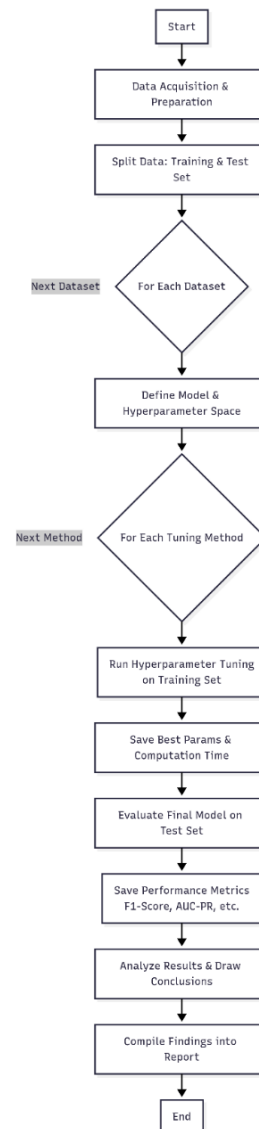 Start
Data Acquisition &
Preparation
Split Data: Training & Test
Set
Next Dataset
For Each Dataset
Define Model &
Hyperparameter Space
Next Method
For Each Tuning Method
Run Hyperparameter Tuning
on Training Set
Save Best Params &
Computation Time
Evaluate Final Model on
Test Set
Save Performance Metrics
F1-Score, AUC-PR, etc.
Analyze Results & Draw
Conclusions
Compile Findings into
Report
End